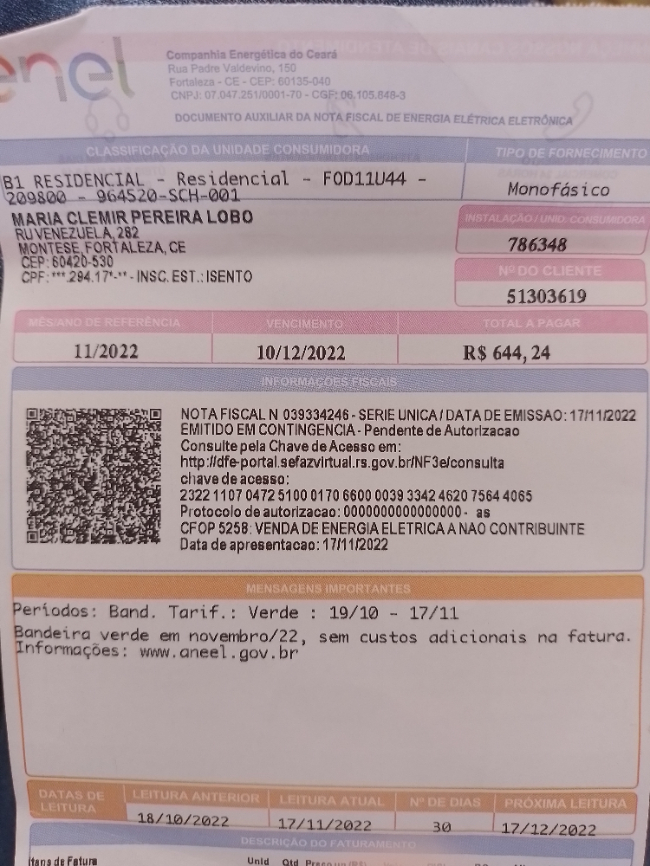 enel
Companhia Energética do Ceará
Rua Padre Valdevino, 150
Fortaleza - CE - CEP: 60135-040
CNPJ: 07.047.251/0001-70 - CGF: 06.105.848-3
DOCUMENTO AUXILIAR DA NOTA FISCAL DE ENERGIA ELÉTRICA ELETRÔNICA
CLASSIFICAÇÃO DA UNIDADE CONSUMIDORA
TIPO DE FORNECIMENTO
B1 RESIDENCIAL - Residencial - F0D11U44 -
209800 - 964S20-SCH-001
Monofásico
MARIA CLEMIR PEREIRA LOBO
RU VENEZUELA, 282
MONTESE, FORTALEZA, CE
CEP: 60420-530
CPF: ***.294.17*-** - INSC. EST.: ISENTO
INSTALAÇÃO / UNID. CONSUMIDORA
786348
Nº DO CLIENTE
51303619
MÊS/ANO DE REFERÊNCIA
VENCIMENTO
TOTAL A PAGAR
11/2022
10/12/2022
R$ 644,24
INFORMAÇÕES FISCAIS
NOTA FISCAL N 039334246 - SERIE UNICA / DATA DE EMISSAO: 17/11/2022
EMITIDO EM CONTINGENCIA - Pendente de Autorizacao
Consulte pela Chave de Acesso em:
http://dfe-portal.sefazvirtual.rs.gov.br/NF3e/consulta
chave de acesso:
2322 1107 0472 5100 0170 6600 0039 3342 4620 7564 4065
Protocolo de autorizacao: 0000000000000000 - as
CFOP 5258: VENDA DE ENERGIA ELETRICA A NAO CONTRIBUINTE
Data de apresentacao: 17/11/2022
MENSAGENS IMPORTANTES
Períodos: Band. Tarif.: Verde : 19/10 - 17/11
Bandeira verde em novembro/22, sem custos adicionais na fatura.
Informações: www.aneel.gov.br
DATAS DE LEITURA
LEITURA ANTERIOR
LEITURA ATUAL
Nº DE DIAS
PRÓXIMA LEITURA
18/10/2022
17/11/2022
30
17/12/2022
DESCRIÇÃO DO FATURAMENTO
Itens de Fatura
Unid
Qtd